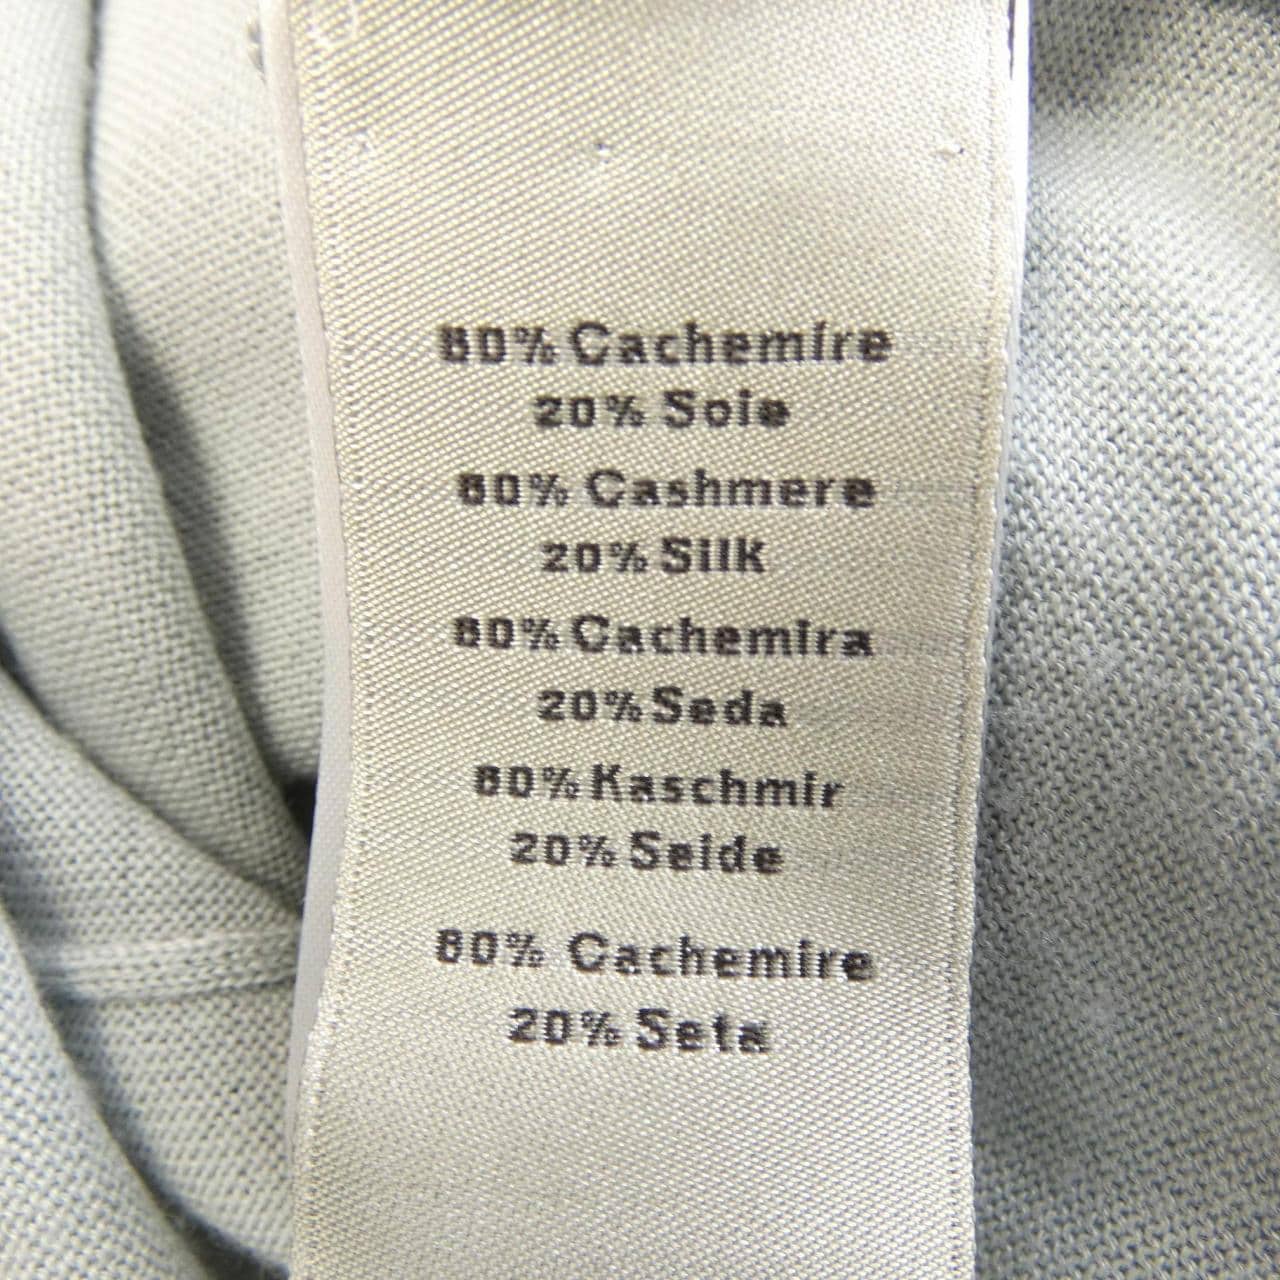 80% Cachemire
20% Soie
80% Cashmere
20% Silk
80% Cachemira
20% Seda
80% Kaschmir
20% Seide
80% Cachemire
20% Seta